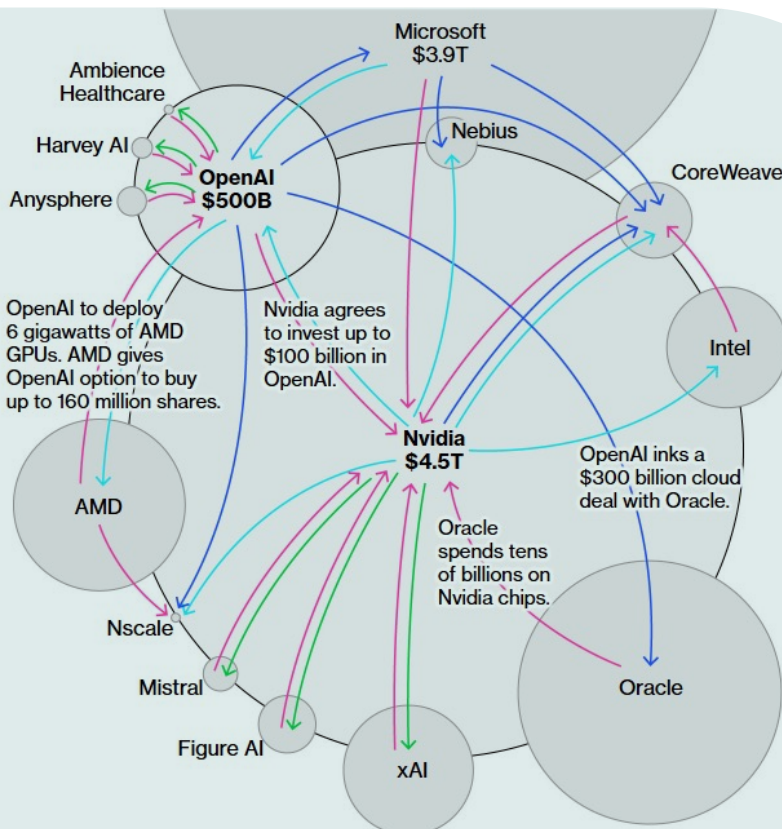 Microsoft
$3.9T
Ambience
Healthcare
Harvey AI
Anysphere
OpenAI
$500B
Nebius
CoreWeave
OpenAI to deploy
6 gigawatts of AMD
GPUs. AMD gives
OpenAI option to buy
up to 160 million shares.
Nvidia agrees
to invest up to
$100 billion in
OpenAI.
Intel
Nvidia
$4.5T
OpenAI inks a
$300 billion cloud
deal with Oracle.
AMD
Oracle
spends tens
of billions on
Nvidia chips.
Nscale
Mistral
Oracle
Figure AI
xAI